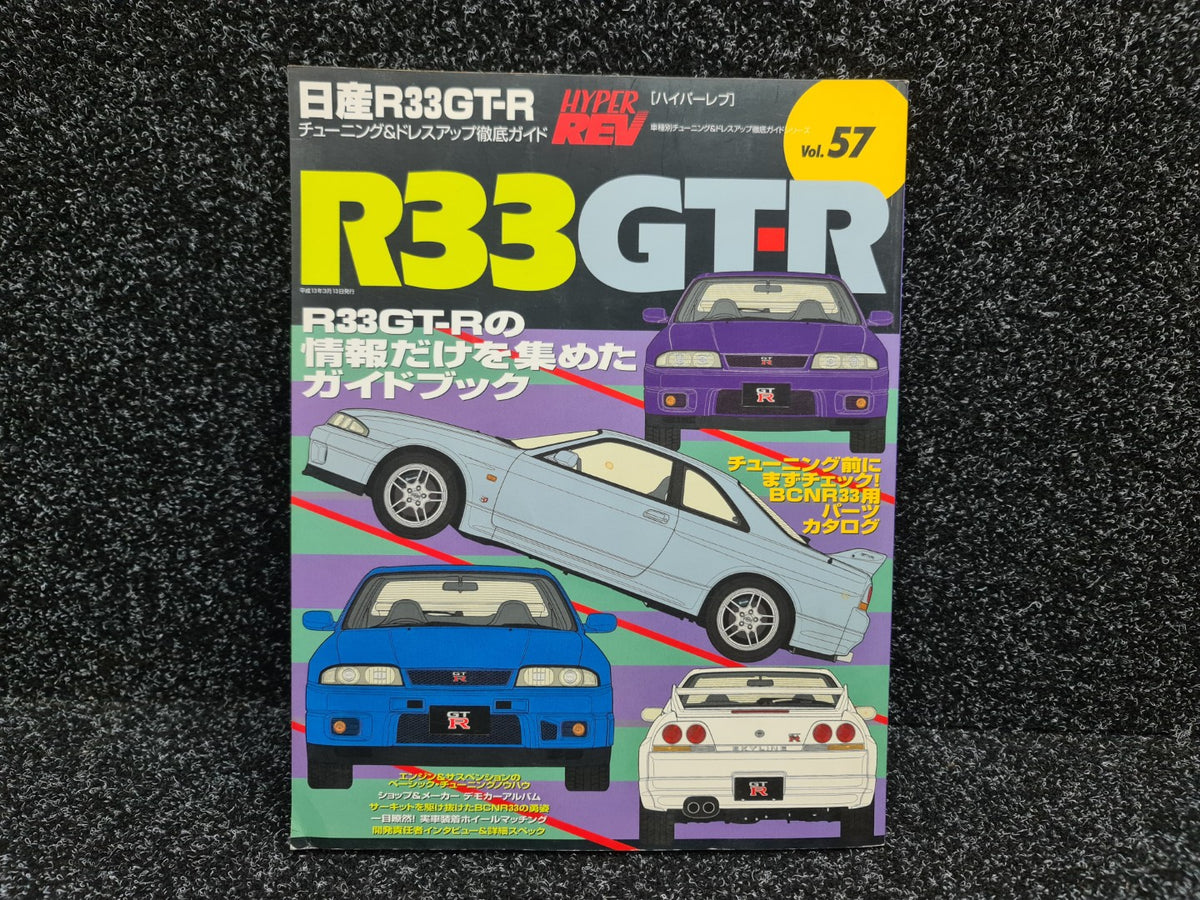 日産R33GT-R
チューニング&ドレスアップ徹底ガイド
HYPER
REV
[ハイパーレブ]
車種別チューニング&ドレスアップ徹底ガイドシリーズ
Vol. 57
R33GT-R
平成13年3月13日発行
R33GT-Rの
情報だけを集めた
ガイドブック
GT
R
GT
R
チューニング前に
まずチェック!
BCNR33用
パーツ
カタログ
GT
R
GT
R
R
SKYLINE
GT
R
エンジン&サスペンションの
ベーシック・チューニングノウハウ
ショップ&メーカー デモカーアルバム
サーキットを駆け抜けたBCNR33の勇姿
一目瞭然! 実車装着ホイールマッチング
開発責任者インタビュー&詳細スペック